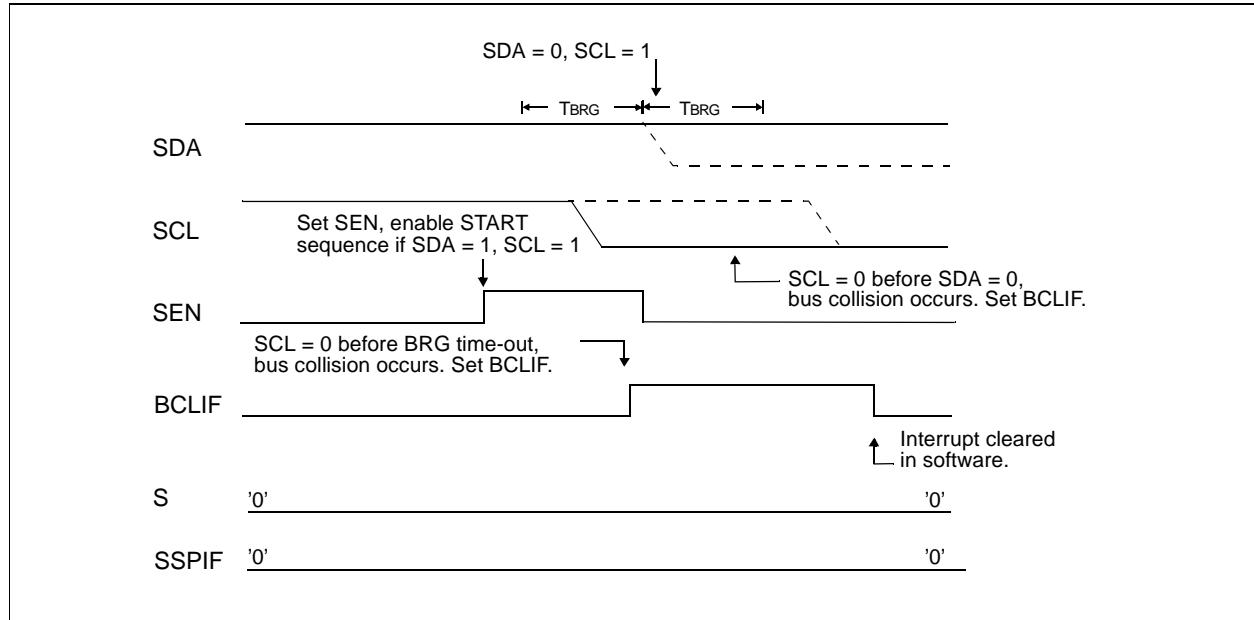 SDA = 0, SCL = 1
TBRG TBRG
SDA
SCL
Set SEN, enable START
sequence if SDA = 1, SCL = 1
SCL = 0 before SDA = 0,
bus collision occurs. Set BCLIF.
SEN
SCL = 0 before BRG time-out,
bus collision occurs. Set BCLIF.
BCLIF
Interrupt cleared
in software.
S '0' '0'
SSPIF '0' '0'